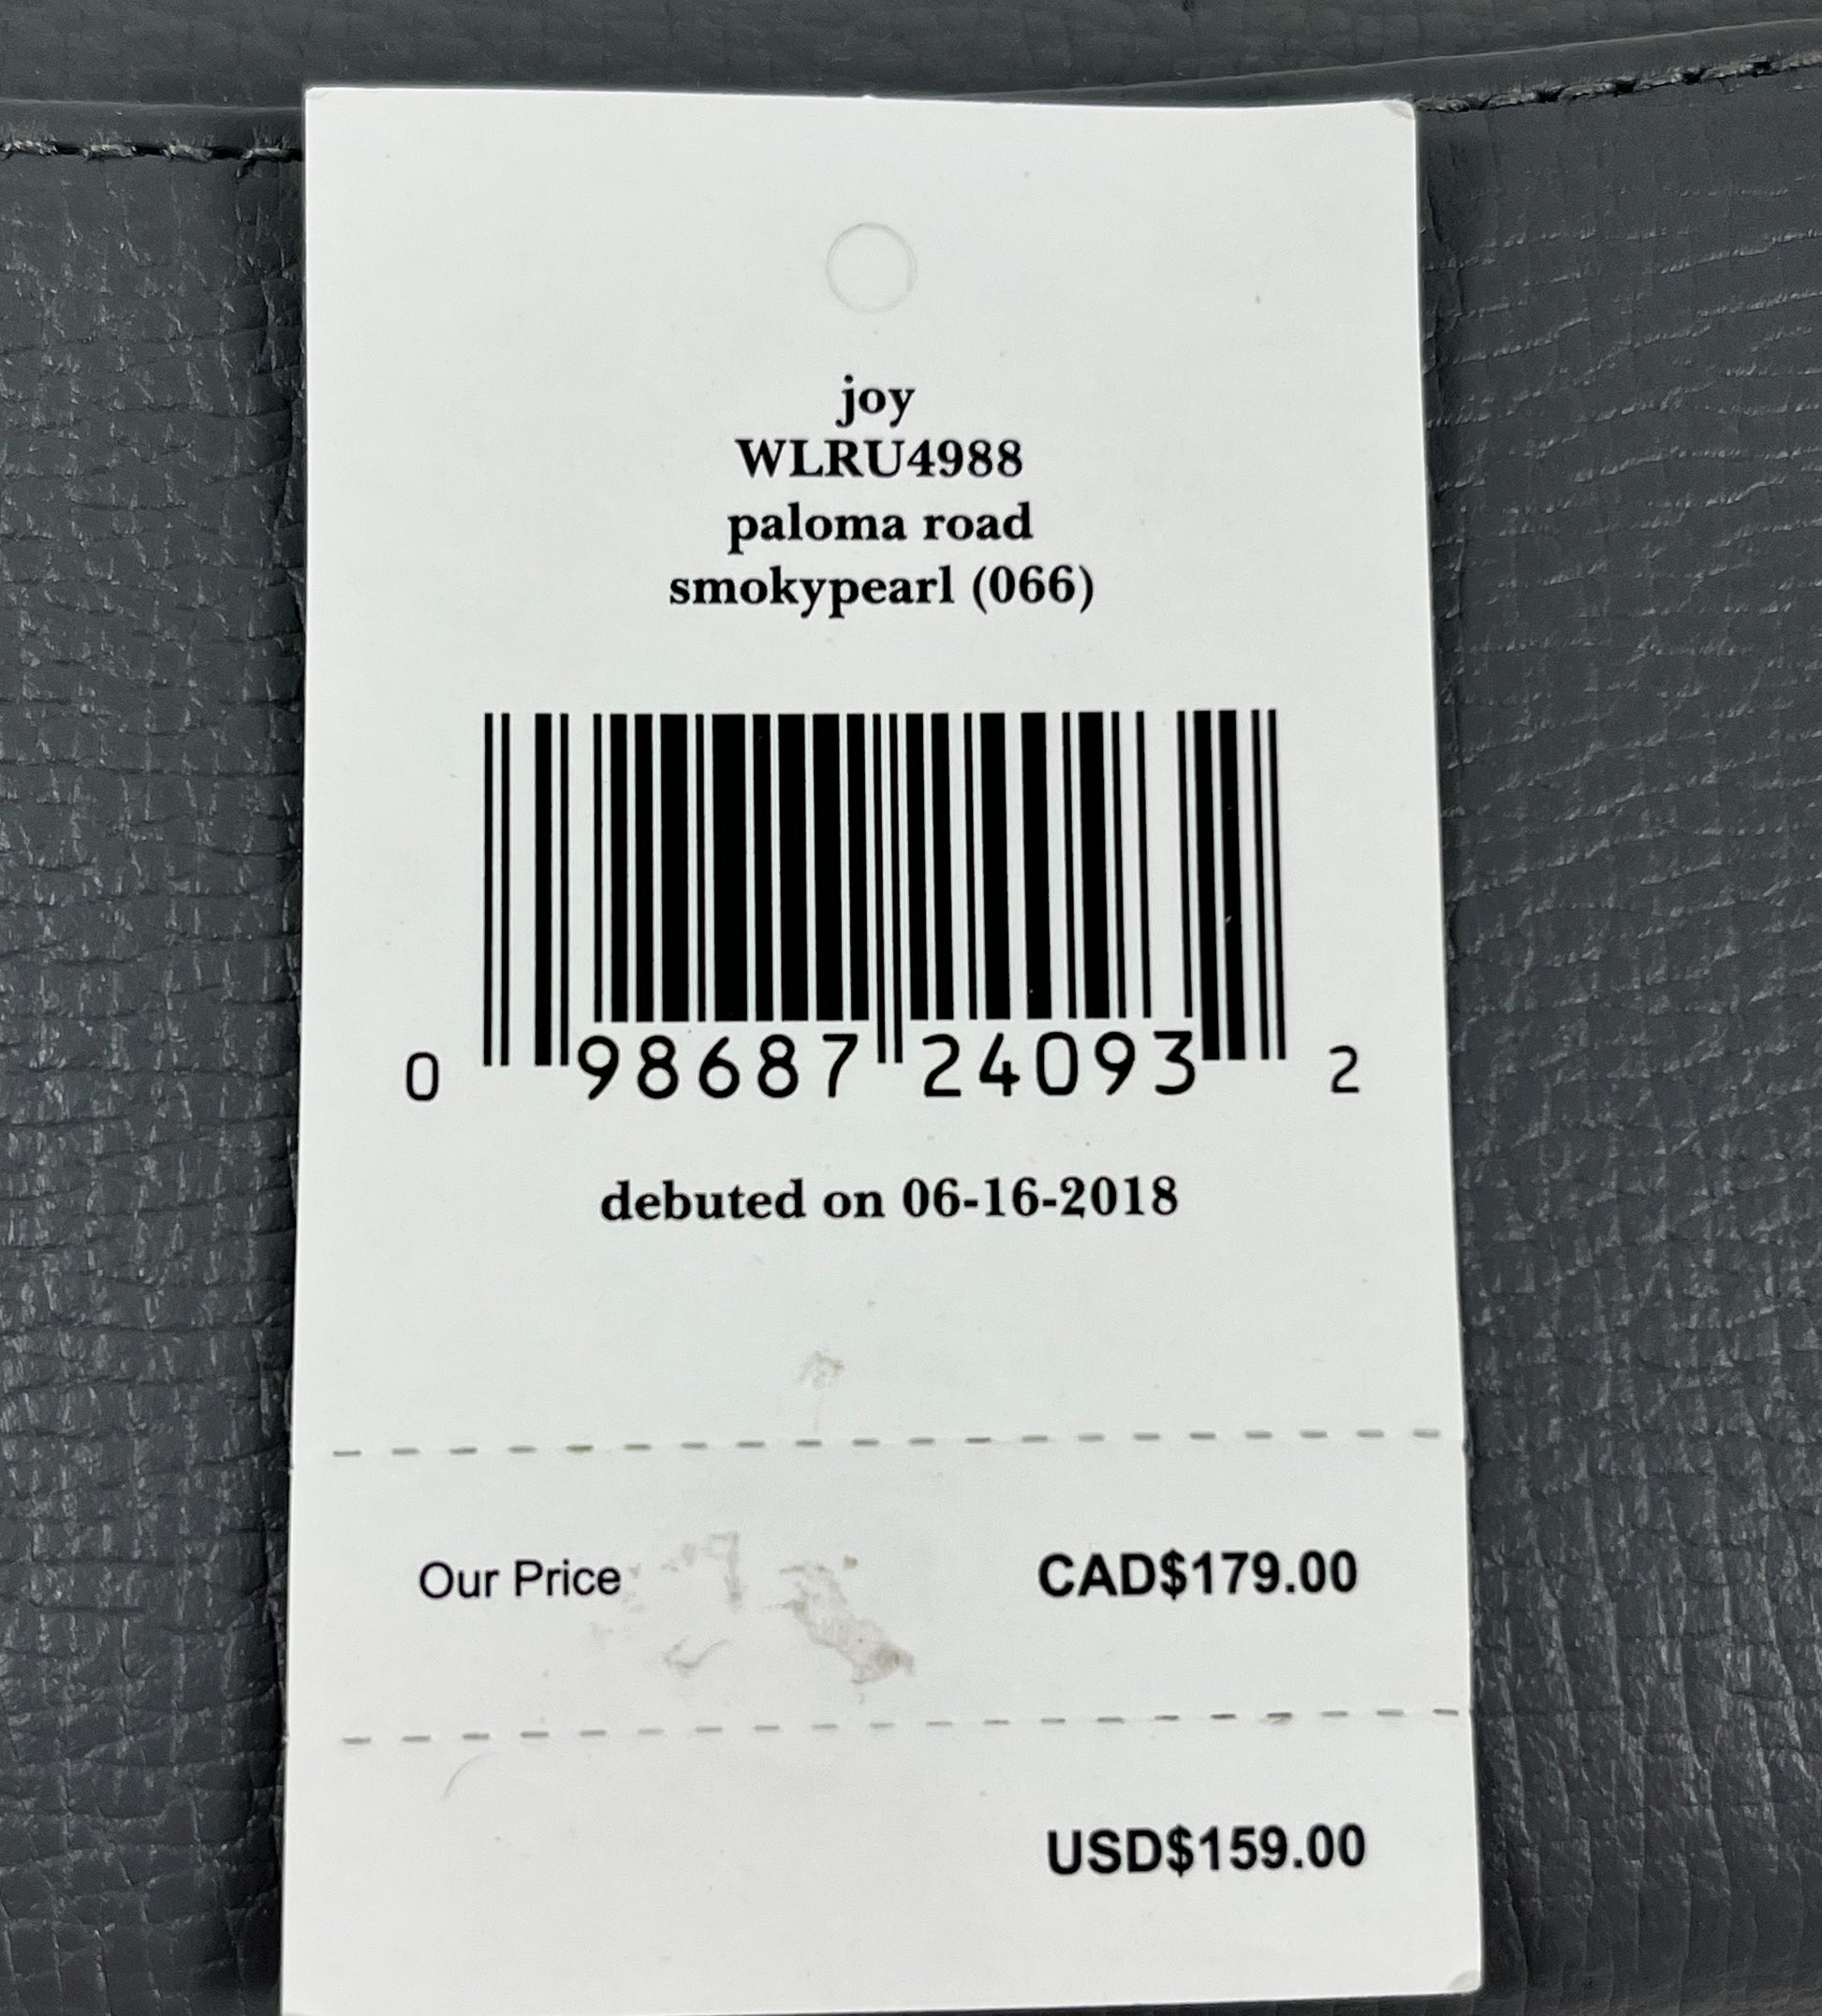 joy
WLRU4988
paloma road
smokypearl (066)
0 98687 24093 2
debuted on 06-16-2018
Our Price CAD$179.00
USD$159.00